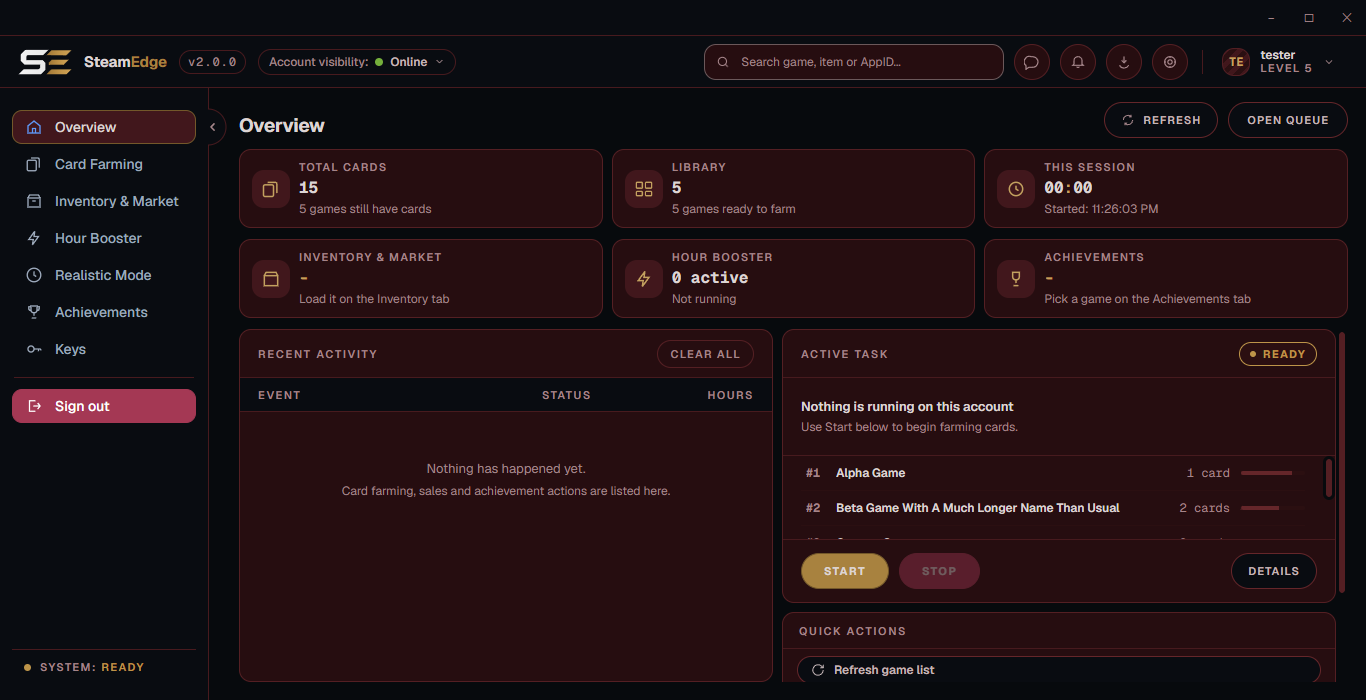 SE SteamEdge v2.0.0 Account visibility: Online Search game, item or AppID... TE tester
LEVEL 5
Overview
Card Farming
Inventory & Market
Hour Booster
Realistic Mode
Achievements
Keys
Sign out
SYSTEM: READY
Overview REFRESH OPEN QUEUE
TOTAL CARDS
15
5 games still have cards
LIBRARY
5
5 games ready to farm
THIS SESSION
00:00
Started: 11:26:03 PM
INVENTORY & MARKET
-
Load it on the Inventory tab
HOUR BOOSTER
0 active
Not running
ACHIEVEMENTS
-
Pick a game on the Achievements tab
RECENT ACTIVITY CLEAR ALL
EVENT STATUS HOURS
Nothing has happened yet.
Card farming, sales and achievement actions are listed here.
ACTIVE TASK READY
Nothing is running on this account
Use Start below to begin farming cards.
#1 Alpha Game 1 card
#2 Beta Game With A Much Longer Name Than Usual 2 cards
START STOP DETAILS
QUICK ACTIONS
Refresh game list